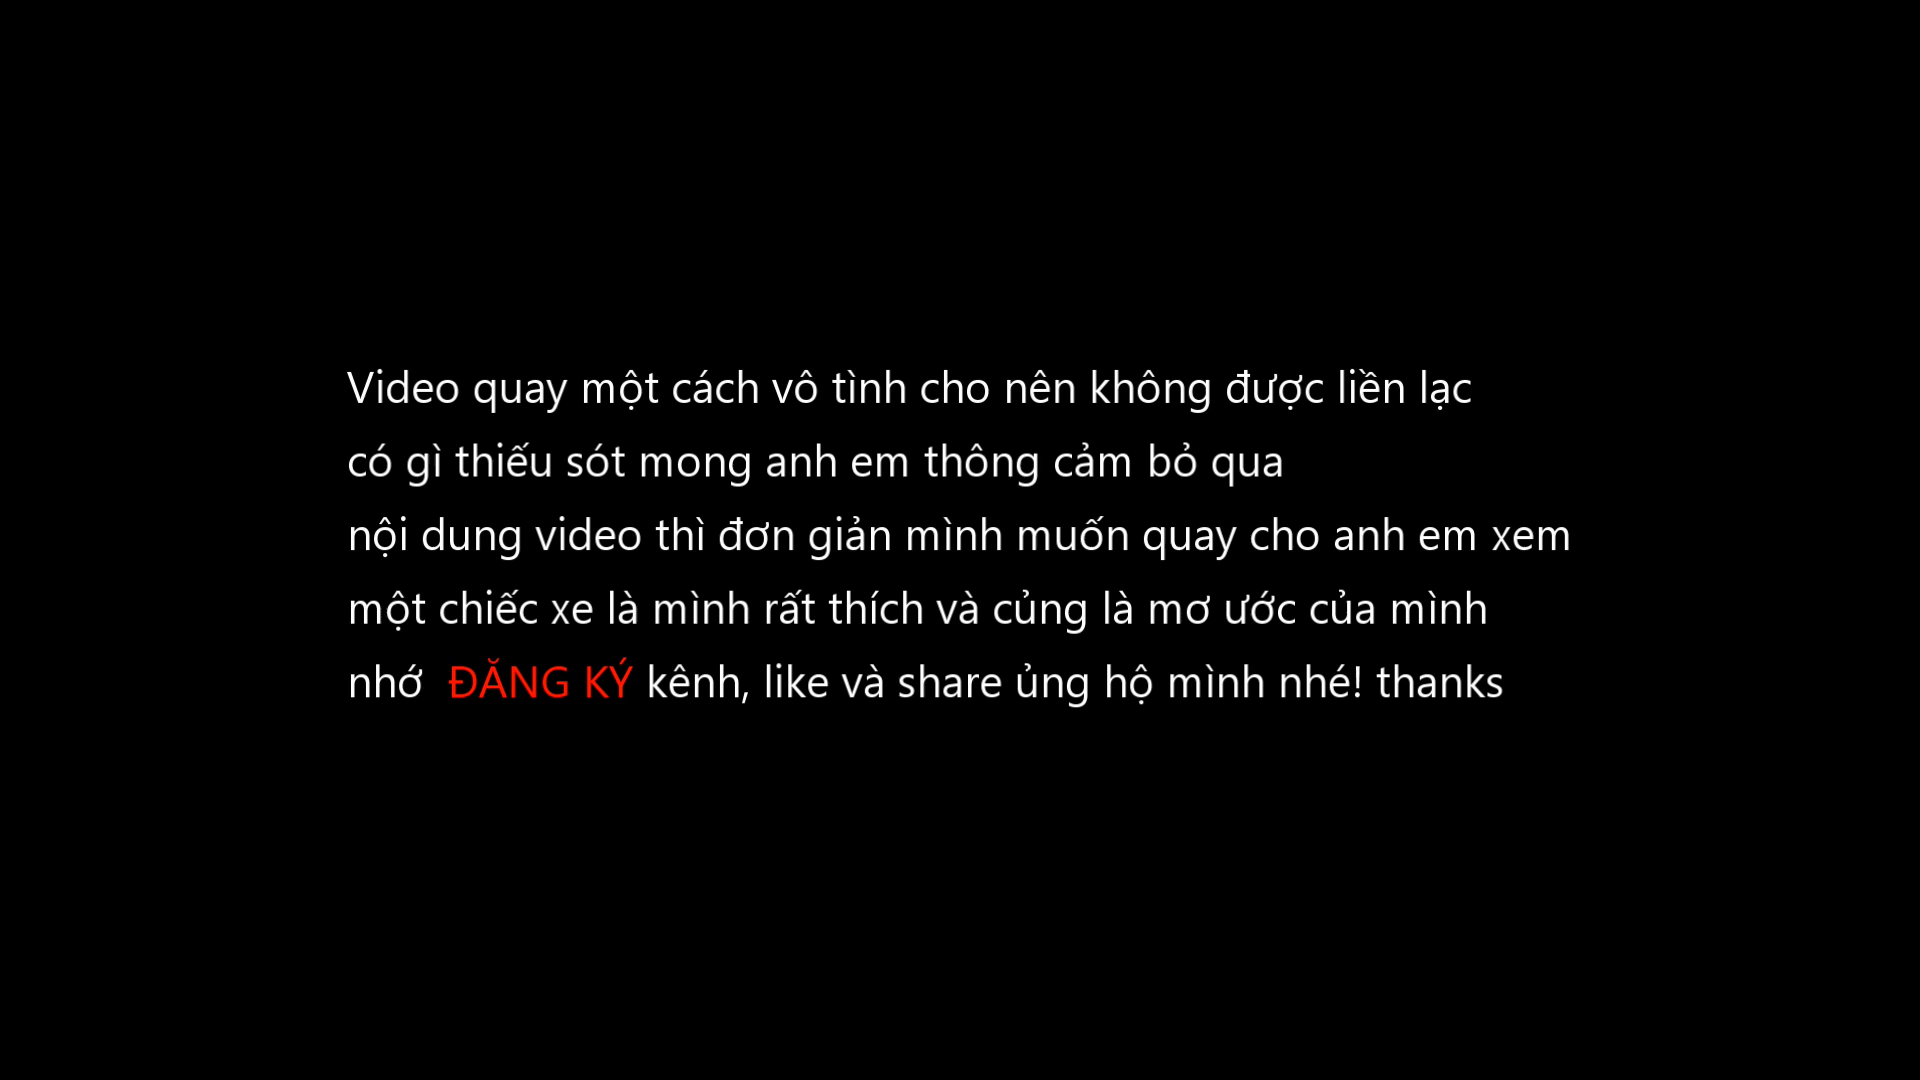 Video quay một cách vô tình cho nên không được liền lạc
có gì thiếu sót mong anh em thông cảm bỏ qua
nội dung video thì đơn giản mình muốn quay cho anh em xem
một chiếc xe là mình rất thích và củng là mơ ước của mình
nhớ  ĐĂNG KÝ kênh, like và share ủng hộ mình nhé! thanks